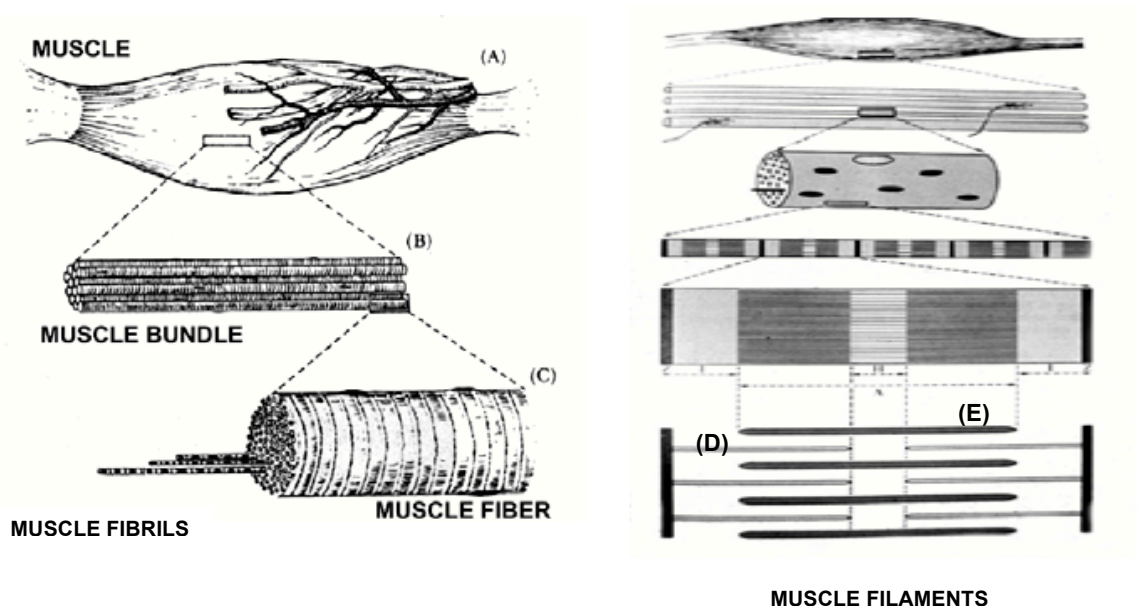 MUSCLE
(A)
(B)
MUSCLE BUNDLE
(C)
MUSCLE FIBER
MUSCLE FIBRILS
I
H
I
A
(E)
(D)
MUSCLE FILAMENTS